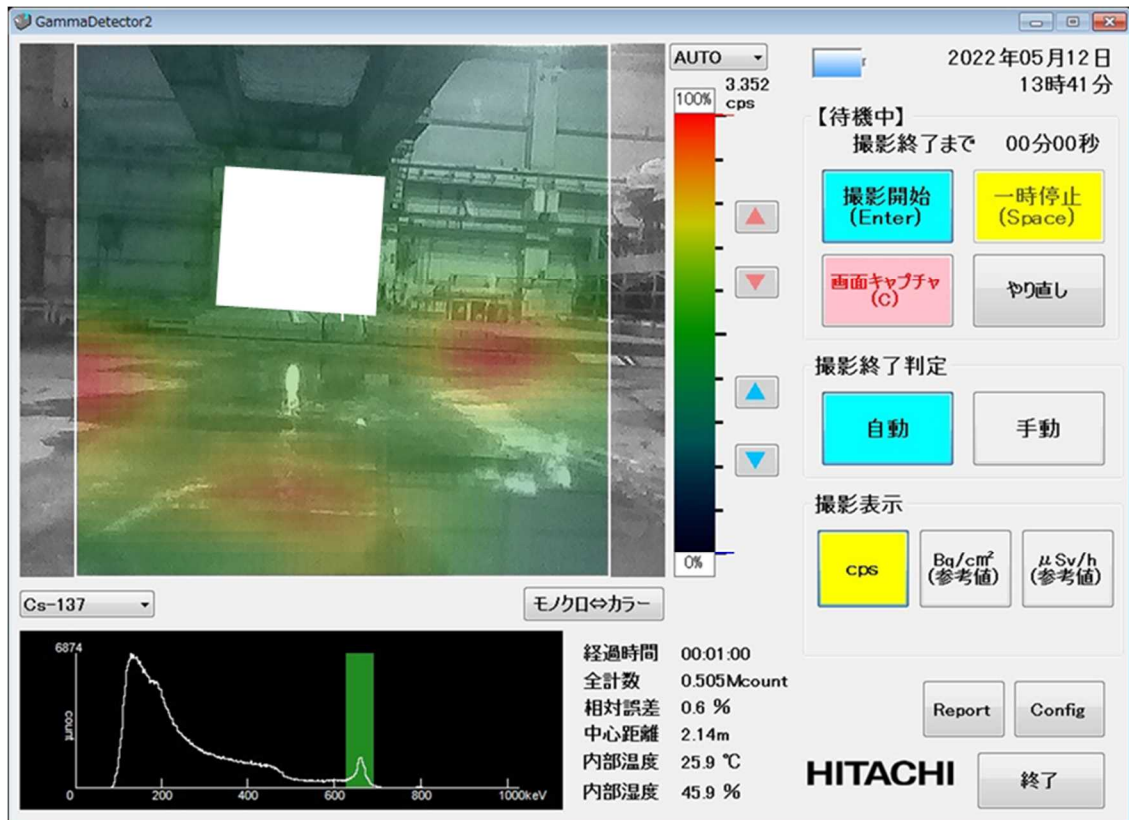 GammaDetector2
AUTO
3.352
cps
100%
0%
2022年05月12日
13時41分
【待機中】
撮影終了まで 00分00秒
撮影開始
(Enter)
一時停止
(Space)
画面キャプチャ
(C)
やり直し
撮影終了判定
自動
手動
撮影表示
cps
Bq/c㎡
(参考値)
μSv/h
(参考値)
Cs-137
モノクロ⇔カラー
6874
count
0 200 400 600 800 1000keV
経過時間 00:01:00
全計数 0.505Mcount
相対誤差 0.6 %
中心距離 2.14m
内部温度 25.9 ℃
内部湿度 45.9 %
Report
Config
HITACHI
終了